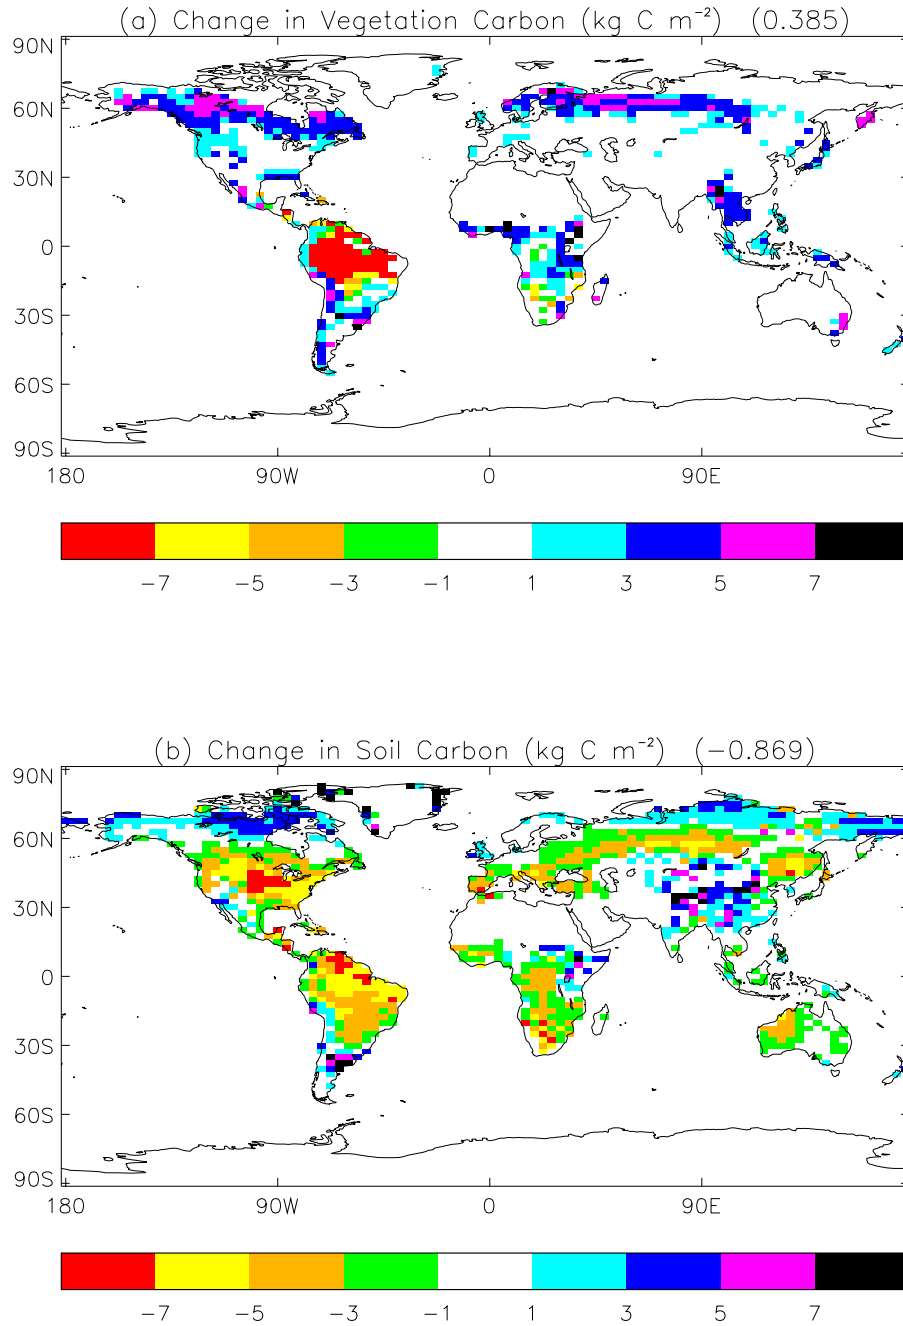 (a) Change in Vegetation Carbon (kg C m⁻²) (0.385)
90N
60N
30N
0
30S
60S
90S
180 90W 0 90E
−7 −5 −3 −1 1 3 5 7
(b) Change in Soil Carbon (kg C m⁻²) (−0.869)
90N
60N
30N
0
30S
60S
90S
180 90W 0 90E
−7 −5 −3 −1 1 3 5 7